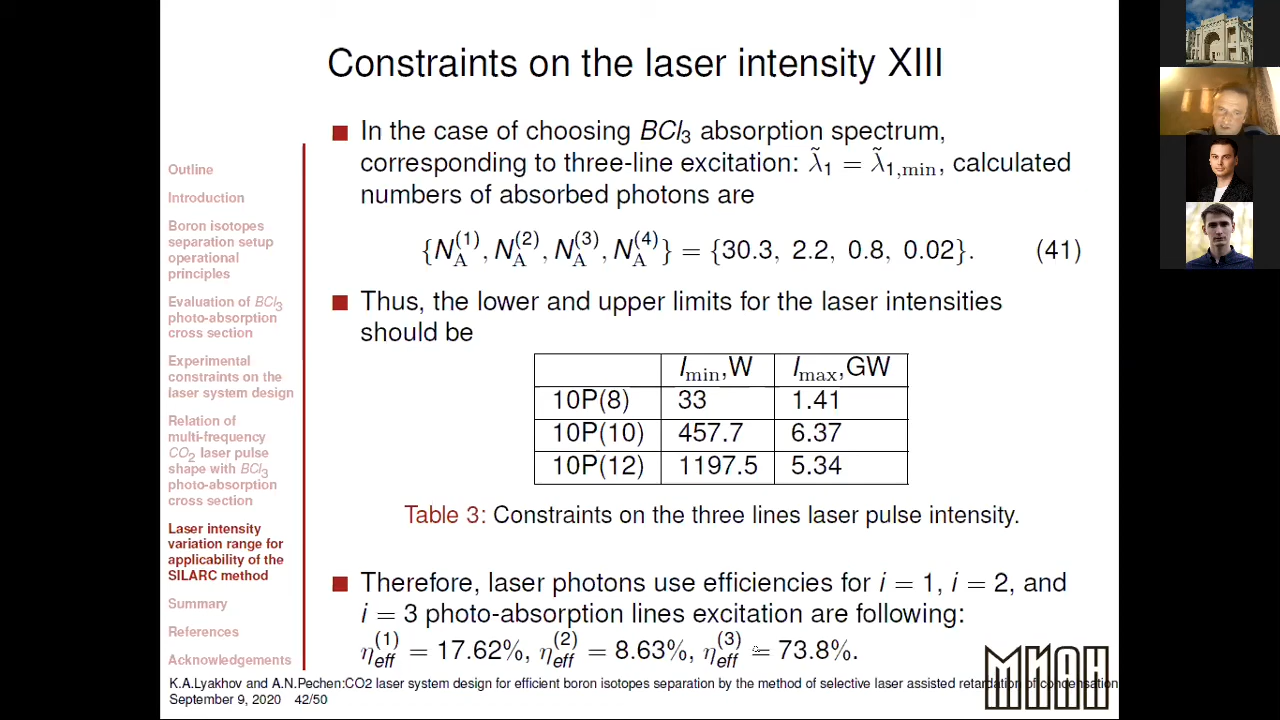 Constraints on the laser intensity XIII
Outline
Introduction
Boron isotopes
separation setup
operational
principles
Evaluation of BCl3
photo-absorption
cross section
Experimental
constraints on the
laser system design
Relation of
multi-frequency
CO2 laser pulse
shape with BCl3
photo-absorption
cross section
Laser intensity
variation range for
applicability of the
SILARC method
Summary
References
Acknowledgements
In the case of choosing BCl3 absorption spectrum,
corresponding to three-line excitation: λ̃1 = λ̃1,min, calculated
numbers of absorbed photons are
{N_A^(1), N_A^(2), N_A^(3), N_A^(4)} = {30.3, 2.2, 0.8, 0.02}. (41)
Thus, the lower and upper limits for the laser intensities
should be
Imin,W Imax,GW
10P(8) 33 1.41
10P(10) 457.7 6.37
10P(12) 1197.5 5.34
Table 3: Constraints on the three lines laser pulse intensity.
Therefore, laser photons use efficiencies for i = 1, i = 2, and
i = 3 photo-absorption lines excitation are following:
η_eff^(1) = 17.62%, η_eff^(2) = 8.63%, η_eff^(3) = 73.8%.
МИАН
K.A.Lyakhov and A.N.Pechen:CO2 laser system design for efficient boron isotopes separation by the method of selective laser assisted retardation of condensation
September 9, 2020 42/50